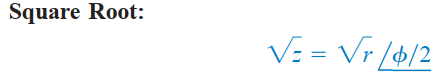 Square Root:
√z = √r /ϕ/2